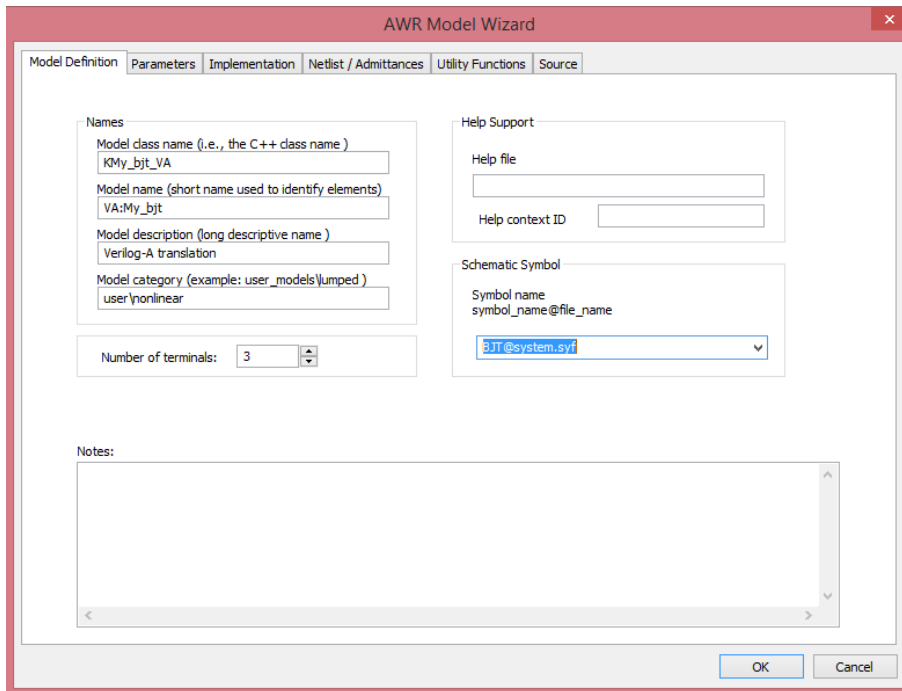 AWR Model Wizard
Model Definition
Parameters
Implementation
Netlist / Admittances
Utility Functions
Source
Names
Model class name (i.e., the C++ class name )
KMy_bjt_VA
Model name (short name used to identify elements)
VA:My_bjt
Model description (long descriptive name )
Verilog-A translation
Model category (example: user_models\lumped )
user\nonlinear
Number of terminals: 3
Help Support
Help file
Help context ID
Schematic Symbol
Symbol name
symbol_name@file_name
BJT@system.syf
Notes:
OK
Cancel